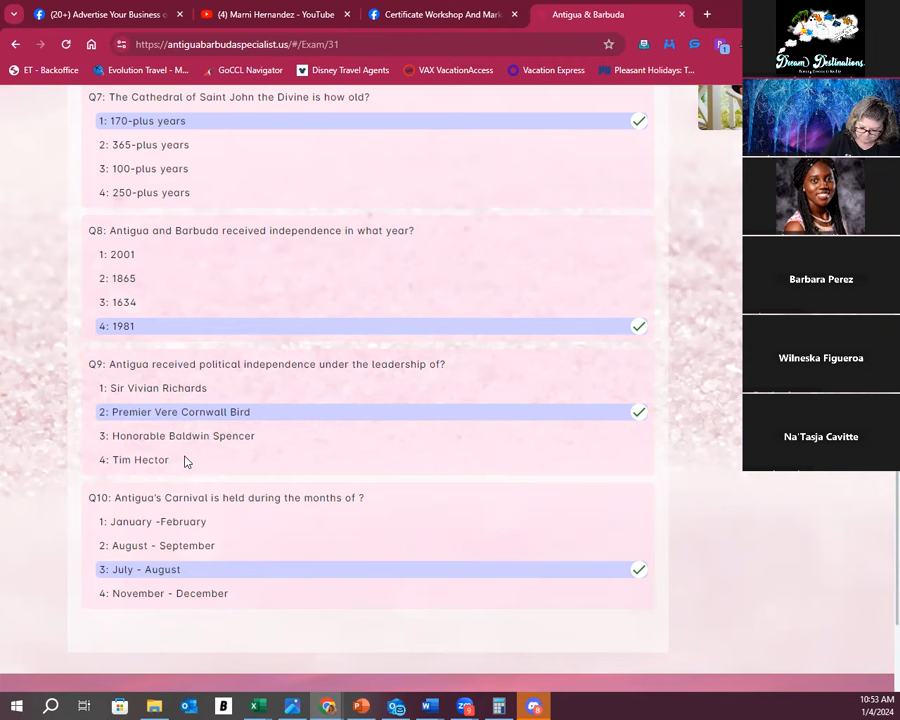 (20+) Advertise Your Business o
(4) Marni Hernandez - YouTube
Certificate Workshop And Mark
Antigua & Barbuda
https://antiguabarbudaspecialist.us/#/Exam/31
ET - Backoffice
Evolution Travel - M...
GoCCL Navigator
Disney Travel Agents
VAX VacationAccess
Vacation Express
Pleasant Holidays: T...
Dream Destinations
Q7: The Cathedral of Saint John the Divine is how old?
1: 170-plus years
2: 365-plus years
3: 100-plus years
4: 250-plus years
Q8: Antigua and Barbuda received independence in what year?
1: 2001
2: 1865
3: 1634
4: 1981
Q9: Antigua received political independence under the leadership of?
1: Sir Vivian Richards
2: Premier Vere Cornwall Bird
3: Honorable Baldwin Spencer
4: Tim Hector
Q10: Antigua's Carnival is held during the months of ?
1: January -February
2: August - September
3: July - August
4: November - December
Barbara Perez
Wilneska Figueroa
Na'Tasja Cavitte
10:53 AM
1/4/2024